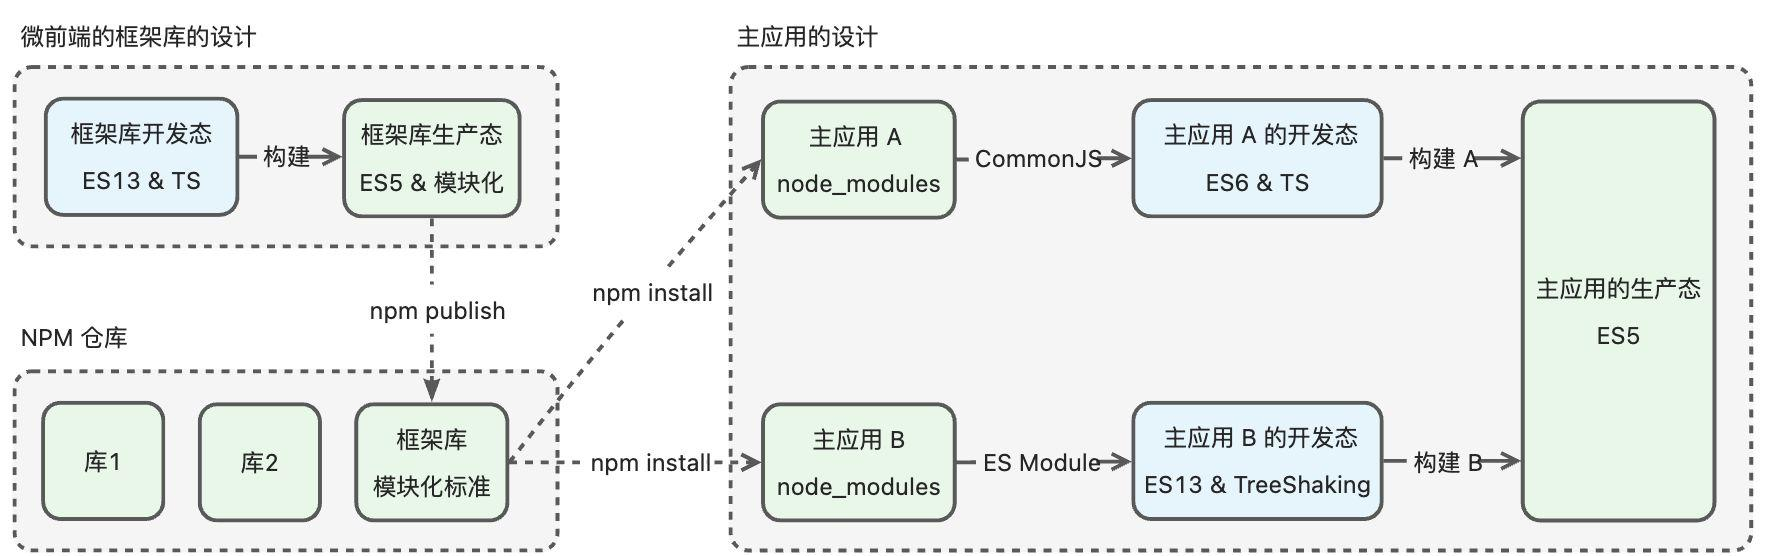 微前端的框架库的设计
框架库开发态
ES13 & TS
构建
框架库生产态
ES5 & 模块化
npm publish
NPM 仓库
库1
库2
框架库
模块化标准
npm install
npm install
主应用的设计
主应用 A
node_modules
CommonJS
主应用 A 的开发态
ES6 & TS
构建 A
主应用 B
node_modules
ES Module
主应用 B 的开发态
ES13 & TreeShaking
构建 B
主应用的生产态
ES5